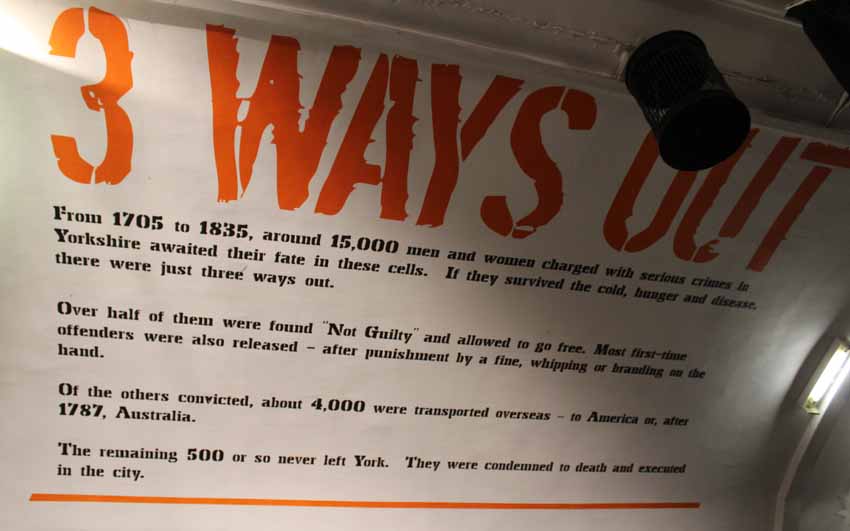 3 WAYS OUT
From 1705 to 1835, around 15,000 men and women charged with serious crimes in
Yorkshire awaited their fate in these cells. If they survived the cold, hunger and disease,
there were just three ways out.
Over half of them were found "Not Guilty" and allowed to go free. Most first-time
offenders were also released – after punishment by a fine, whipping or branding on the
hand.
Of the others convicted, about 4,000 were transported overseas – to America or, after
1787, Australia.
The remaining 500 or so never left York. They were condemned to death and executed
in the city.